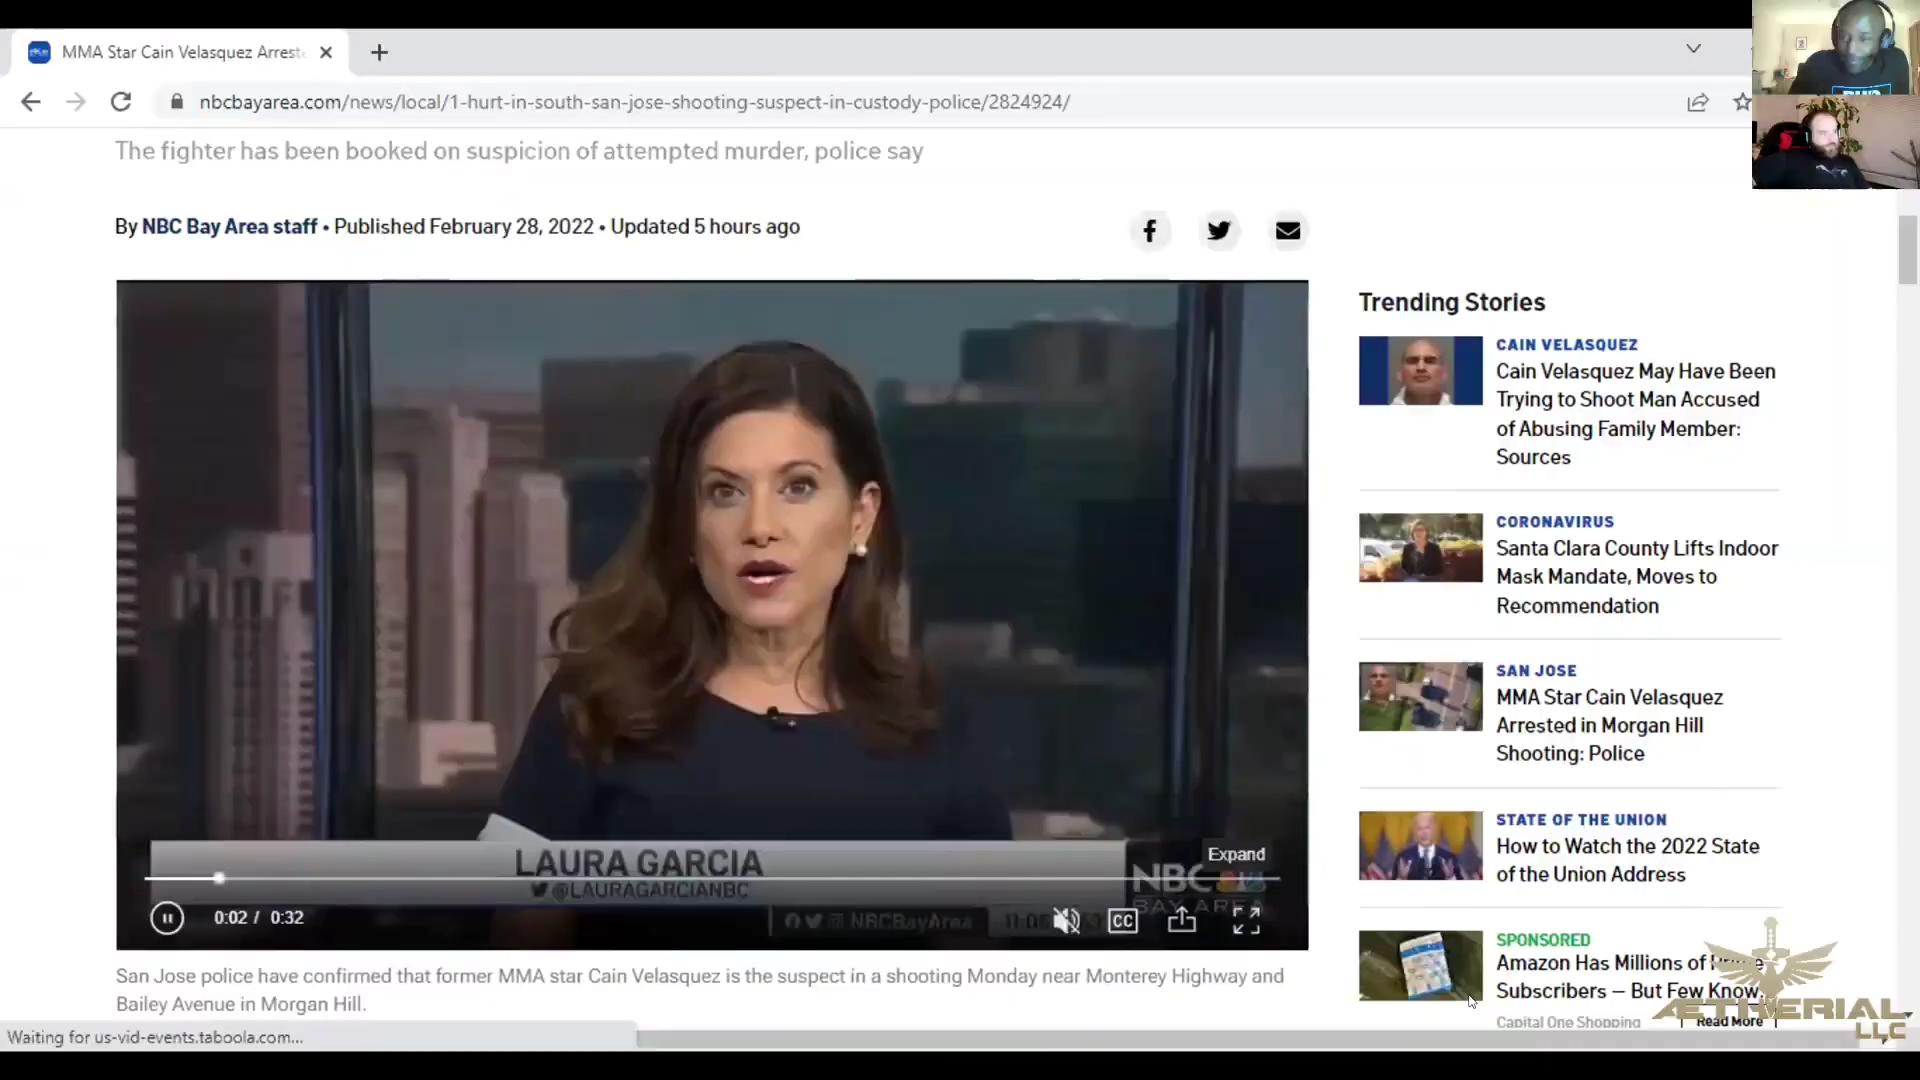 MMA Star Cain Velasquez Arreste
nbcbayarea.com/news/local/1-hurt-in-south-san-jose-shooting-suspect-in-custody-police/2824924/
The fighter has been booked on suspicion of attempted murder, police say
By NBC Bay Area staff • Published February 28, 2022 • Updated 5 hours ago
LAURA GARCIA
@LAURAGARCIANBC
Expand
NBC
BAY AREA
NBCBayArea
0:02 / 0:32
CC
San Jose police have confirmed that former MMA star Cain Velasquez is the suspect in a shooting Monday near Monterey Highway and
Bailey Avenue in Morgan Hill.
Trending Stories
CAIN VELASQUEZ
Cain Velasquez May Have Been
Trying to Shoot Man Accused
of Abusing Family Member:
Sources
CORONAVIRUS
Santa Clara County Lifts Indoor
Mask Mandate, Moves to
Recommendation
SAN JOSE
MMA Star Cain Velasquez
Arrested in Morgan Hill
Shooting: Police
STATE OF THE UNION
How to Watch the 2022 State
of the Union Address
SPONSORED
Amazon Has Millions of
Subscribers – But Few Know
Capital One Shopping
Read More
ÆTHERIAL
LLC
Waiting for us-vid-events.taboola.com...